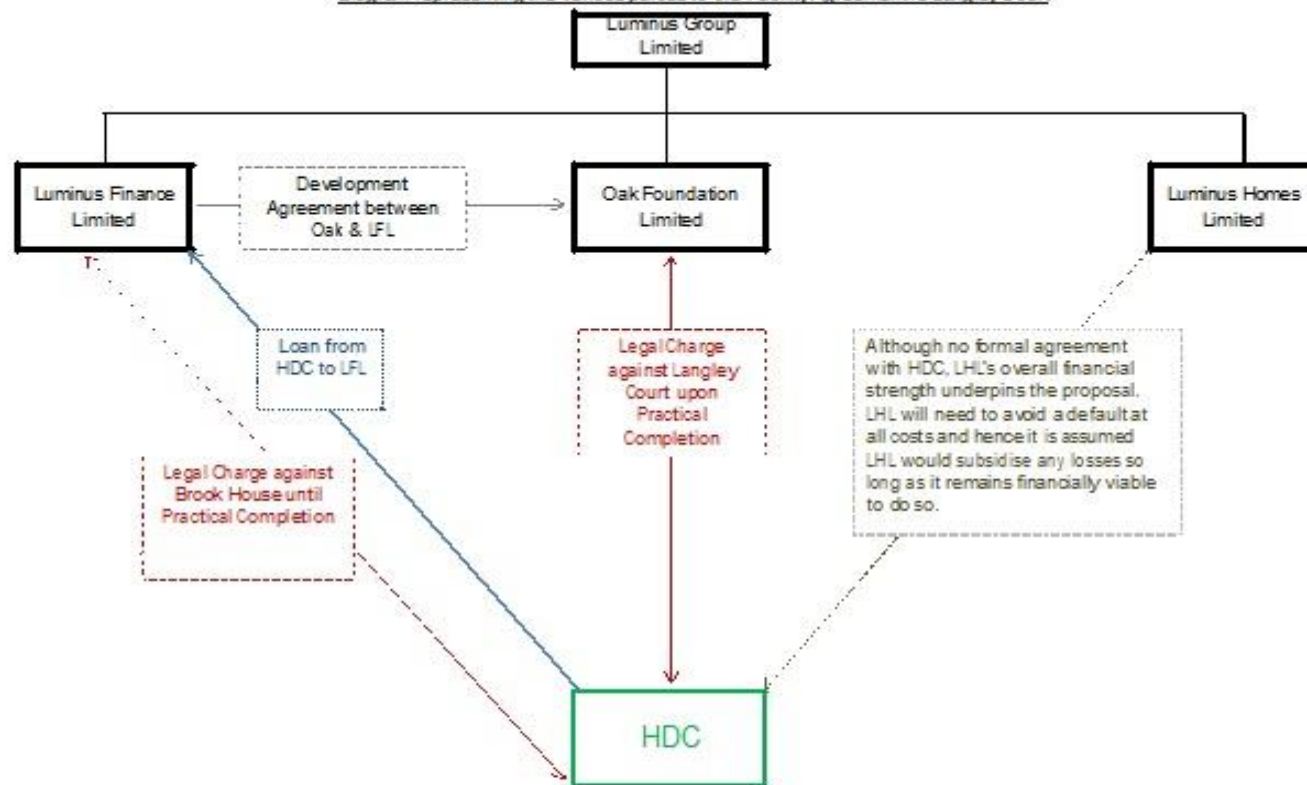 Luminus Group
Limited
Luminus Finance
Limited
Development
Agreement between
Oak & LFL
Oak Foundation
Limited
Luminus Homes
Limited
Loan from
HDC to LFL
Legal Charge
against Langley
Court upon
Practical
Completion
Although no formal agreement
with HDC, LHL's overall financial
strength underpins the proposal.
LHL will need to avoid a default at
all costs and hence it is assumed
LHL would subsidise any losses so
long as it remains financially viable
to do so.
Legal Charge against
Brook House until
Practical Completion
HDC